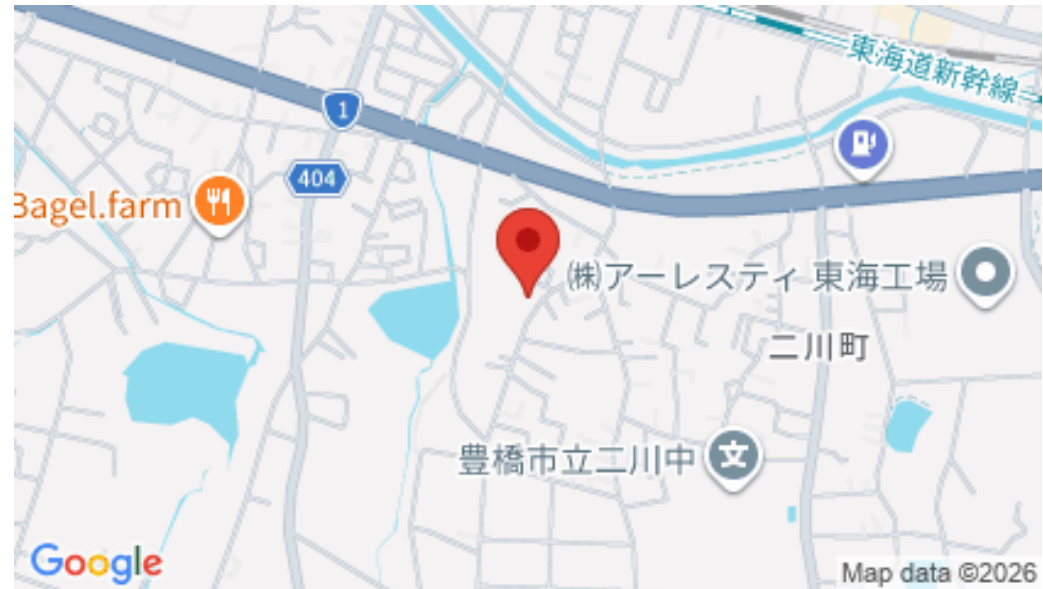 東海道新幹線
1
404
Bagel.farm
㈱アーレスティ 東海工場
二川町
豊橋市立二川中
文
Google
Map data ©2026